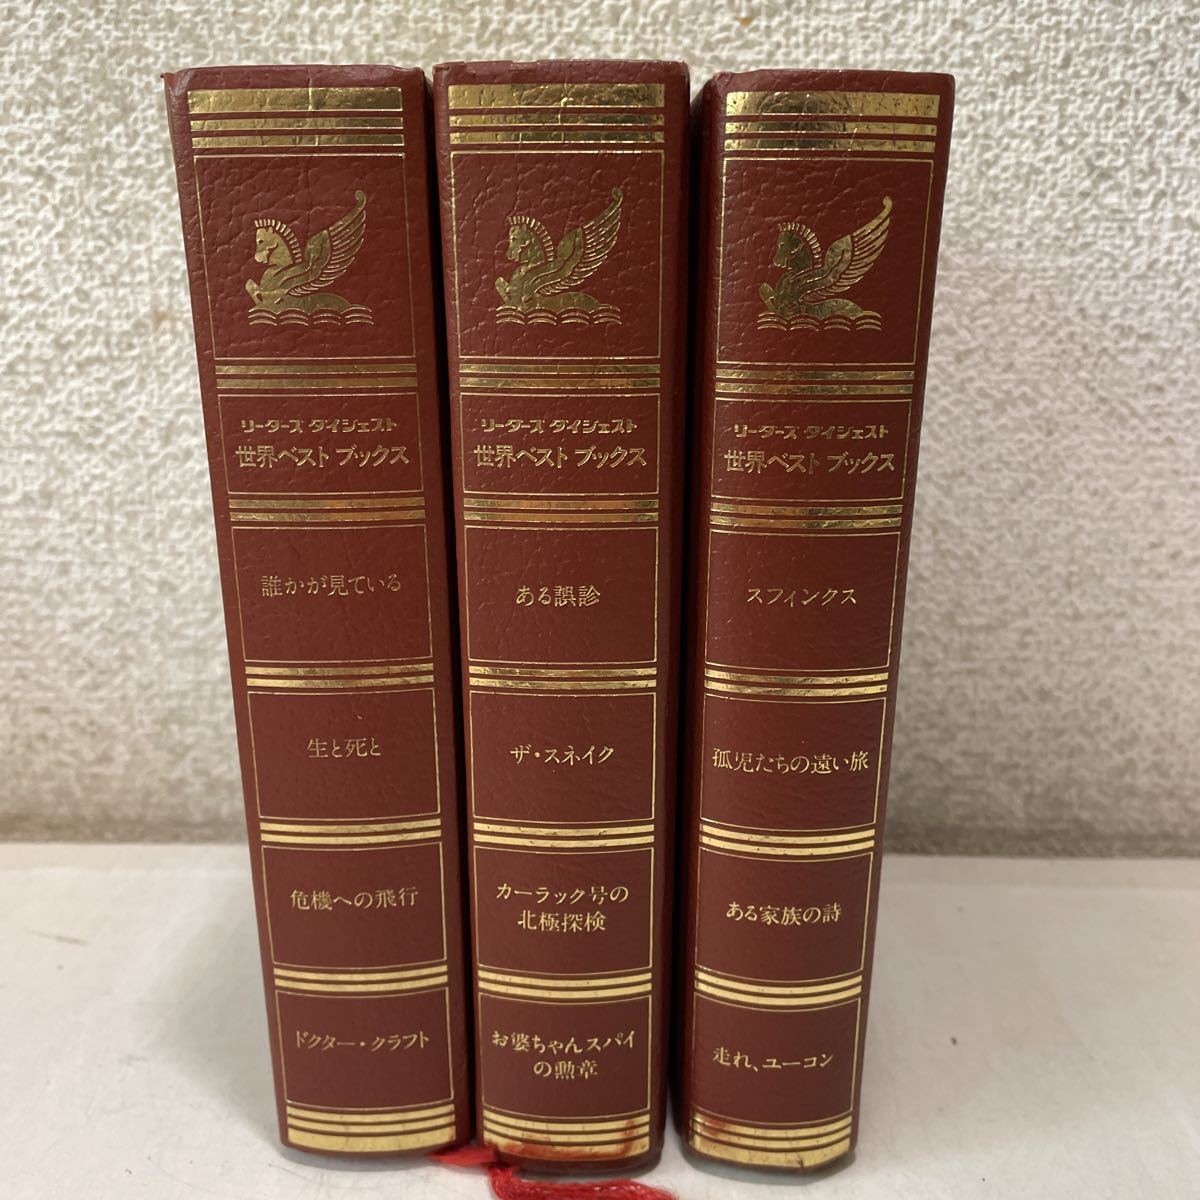 リーダーズ ダイジェスト
世界ベスト ブックス
誰かが見ている
生と死と
危機への飛行
ドクター・クラフト
リーダーズ ダイジェスト
世界ベスト ブックス
ある誤診
ザ・スネイク
カーラック号の
北極探検
お婆ちゃんスパイ
の勲章
リーダーズ ダイジェスト
世界ベスト ブックス
スフィンクス
孤児たちの遠い旅
ある家族の詩
走れ、ユーコン